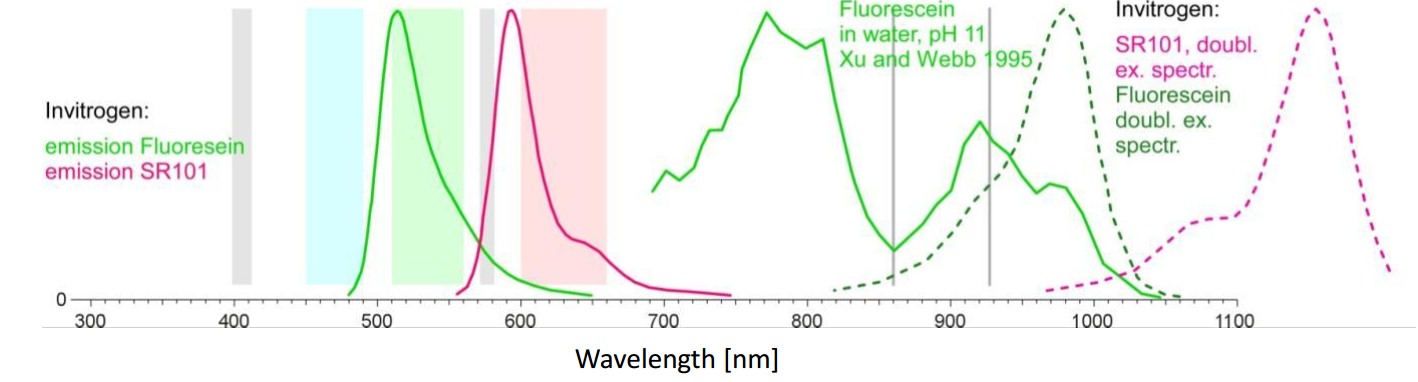 Invitrogen:
emission Fluoresein
emission SR101
Fluorescein
in water, pH 11
Xu and Webb 1995
Invitrogen:
SR101, doubl.
ex. spectr.
Fluorescein
doubl. ex.
spectr.
0
300 400 500 600 700 800 900 1000 1100
Wavelength [nm]